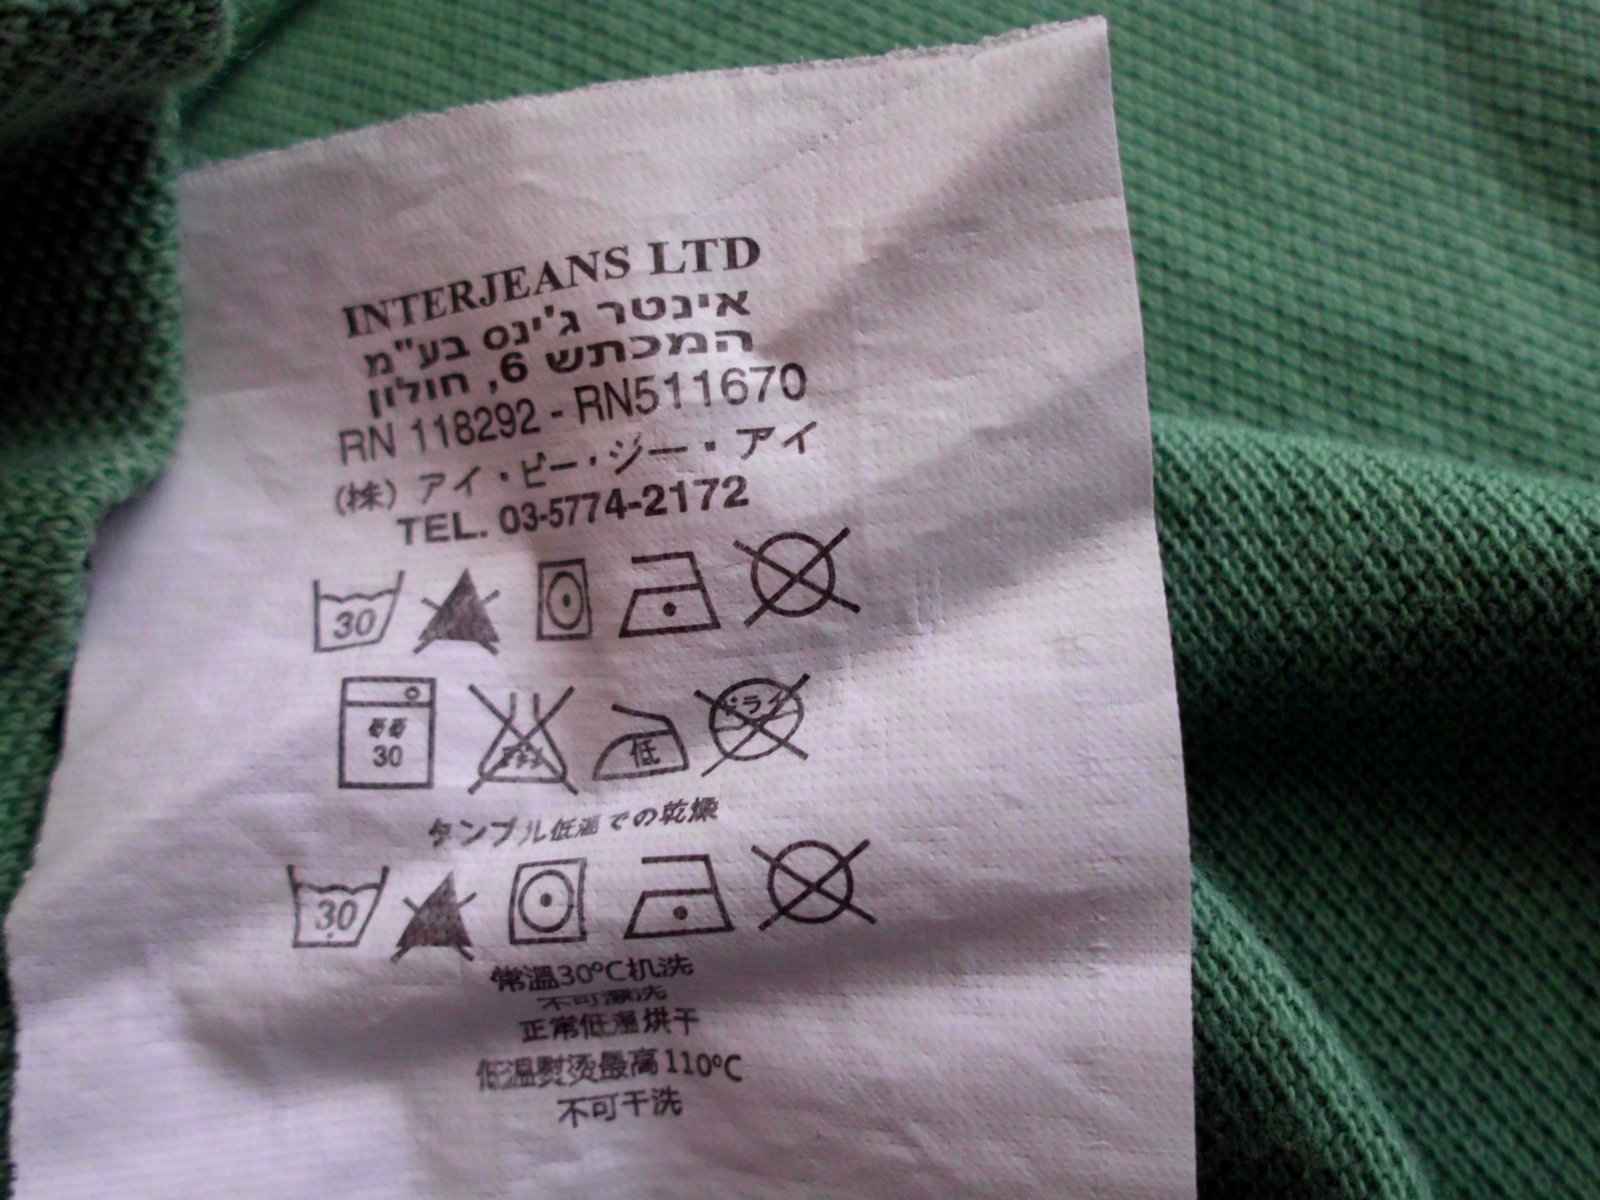 INTERJEANS LTD
אינטר ג'ינס בע"מ
המכתש 6, חולון
RN 118292 - RN511670
(株) アイ・ビー・ジー・アイ
TEL. 03-5774-2172
30
30
低
ドライ
タンブル低温での乾燥
30
常温30°C机洗
不可漂洗
正常低温烘干
低温熨烫最高110°C
不可干洗